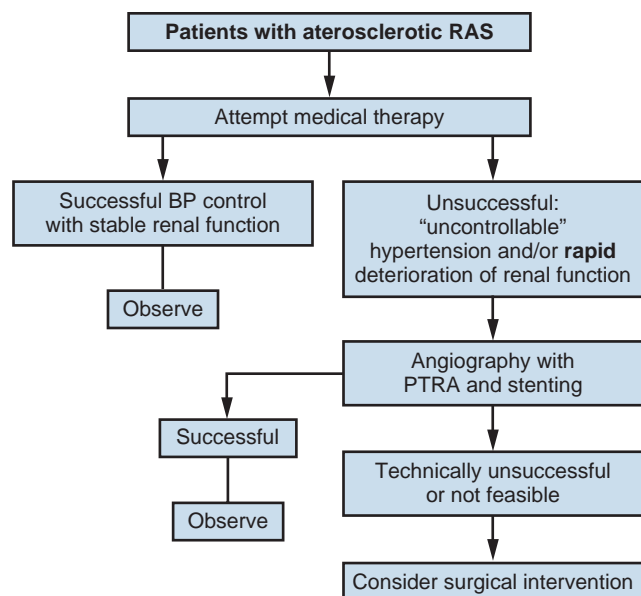 Patients with aterosclerotic RAS
Attempt medical therapy
Successful BP control
with stable renal function
Observe
Unsuccessful:
“uncontrollable”
hypertension and/or rapid
deterioration of renal function
Angiography with
PTRA and stenting
Successful
Observe
Technically unsuccessful
or not feasible
Consider surgical intervention